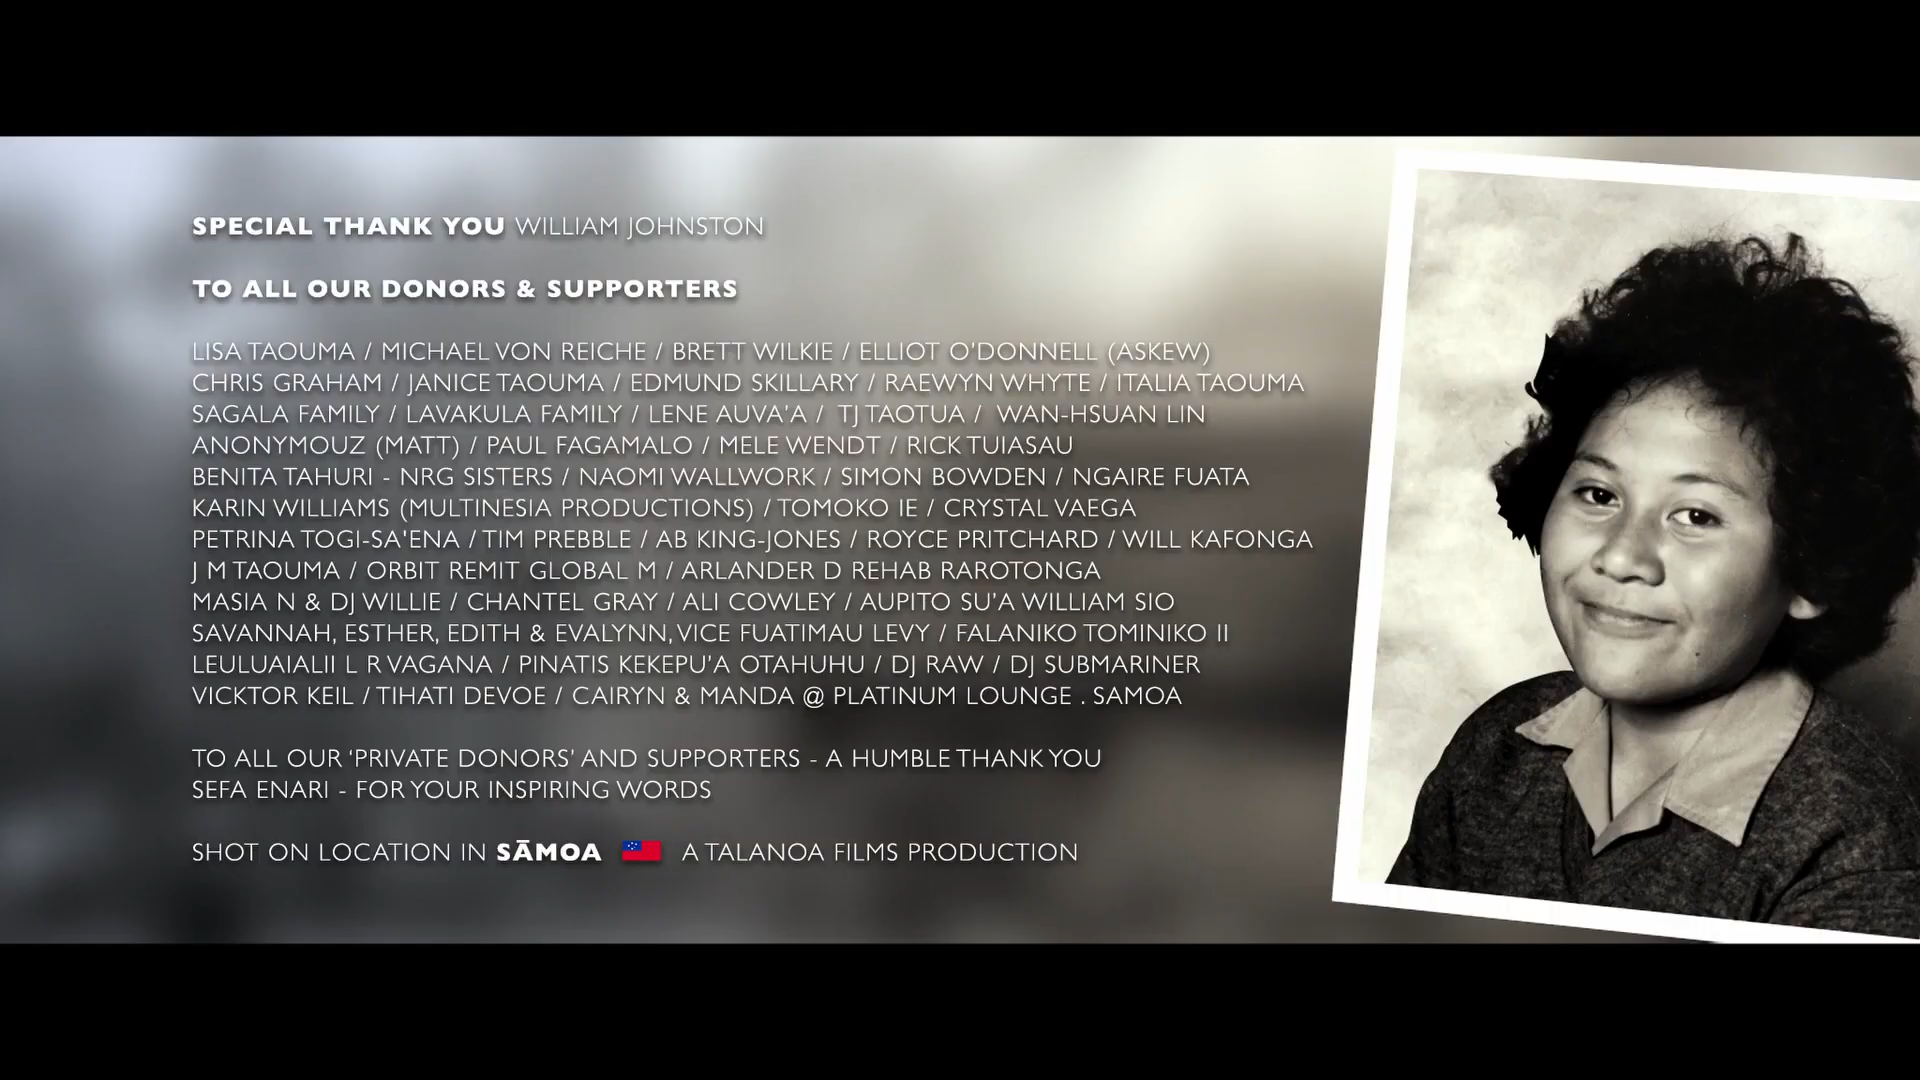 SPECIAL THANK YOU WILLIAM JOHNSTON
TO ALL OUR DONORS & SUPPORTERS
LISA TAOUMA / MICHAEL VON REICHE / BRETT WILKIE / ELLIOT O'DONNELL (ASKEW)
CHRIS GRAHAM / JANICE TAOUMA / EDMUND SKILLARY / RAEWYN WHYTE / ITALIA TAOUMA
SAGALA FAMILY / LAVAKULA FAMILY / LENE AUVA'A / TJ TAOTUA / WAN-HSUAN LIN
ANONYMOUZ (MATT) / PAUL FAGAMALO / MELE WENDT / RICK TUIASAU
BENITA TAHURI - NRG SISTERS / NAOMI WALLWORK / SIMON BOWDEN / NGAIRE FUATA
KARIN WILLIAMS (MULTINESIA PRODUCTIONS) / TOMOKO IE / CRYSTAL VAEGA
PETRINA TOGI-SA'ENA / TIM PREBBLE / AB KING-JONES / ROYCE PRITCHARD / WILL KAFONGA
J M TAOUMA / ORBIT REMIT GLOBAL M / ARLANDER D REHAB RAROTONGA
MASIA N & DJ WILLIE / CHANTEL GRAY / ALI COWLEY / AUPITO SU'A WILLIAM SIO
SAVANNAH, ESTHER, EDITH & EVALYNN, VICE FUATIMAU LEVY / FALANIKO TOMINIKO II
LEULUAIALII L R VAGANA / PINATIS KEKEPU'A OTAHUHU / DJ RAW / DJ SUBMARINER
VICKTOR KEIL / TIHATI DEVOE / CAIRYN & MANDA @ PLATINUM LOUNGE . SAMOA
TO ALL OUR ‘PRIVATE DONORS’ AND SUPPORTERS - A HUMBLE THANK YOU
SEFA ENARI - FOR YOUR INSPIRING WORDS
SHOT ON LOCATION IN SĀMOA A TALANOA FILMS PRODUCTION